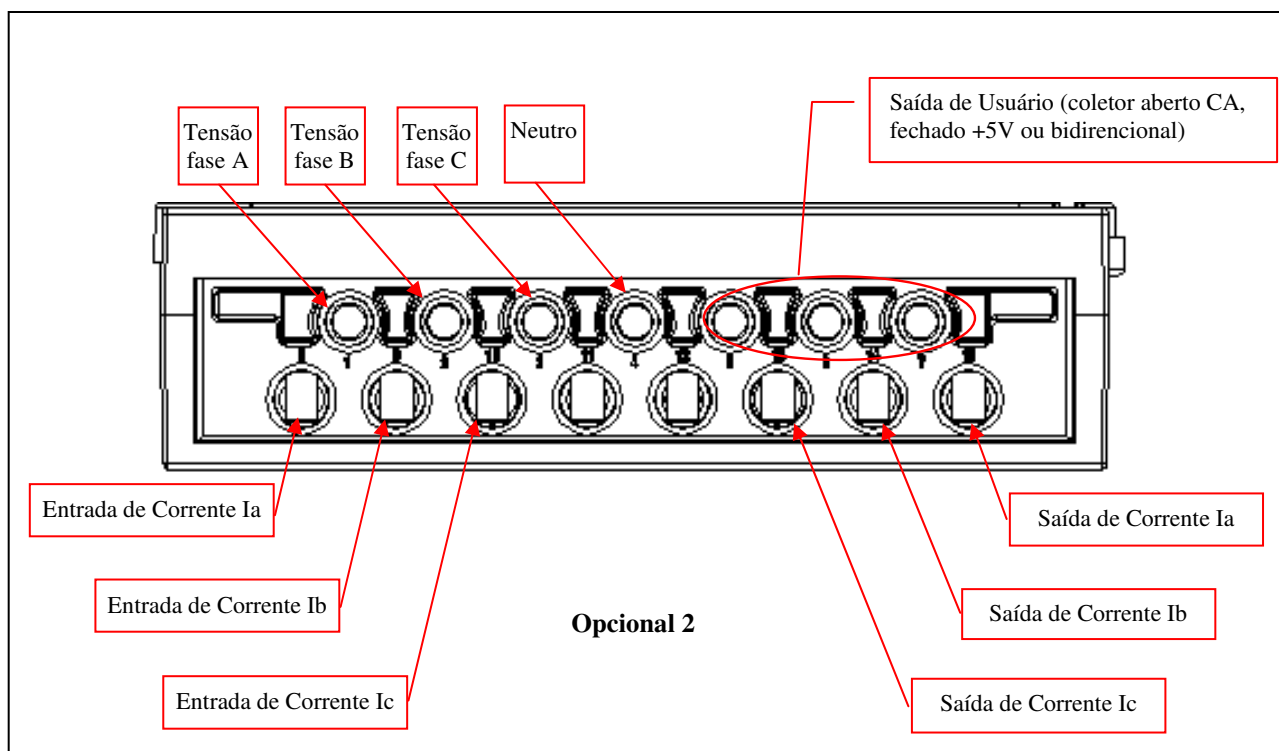 Tensão
fase A
Tensão
fase B
Tensão
fase C
Neutro
Saída de Usuário (coletor aberto CA,
fechado +5V ou bidirencional)
1
4
Entrada de Corrente Ia
Saída de Corrente Ia
Entrada de Corrente Ib
Saída de Corrente Ib
Opcional 2
Entrada de Corrente Ic
Saída de Corrente Ic